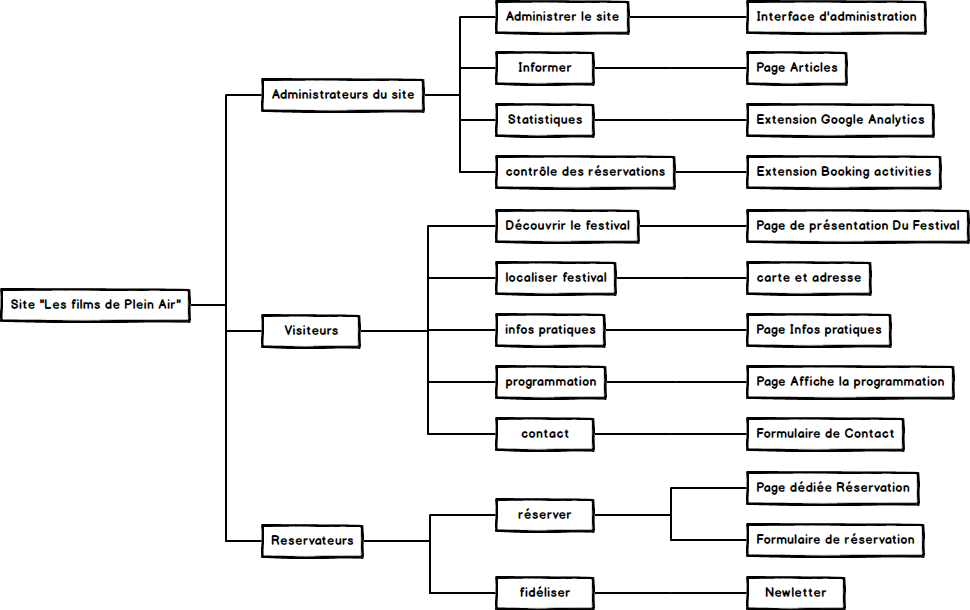 Administrer le site
Interface d'administration
Informer
Page Articles
Administrateurs du site
Statistiques
Extension Google Analytics
contrôle des réservations
Extension Booking activities
Découvrir le festival
Page de présentation Du Festival
localiser festival
carte et adresse
Site "Les films de Plein Air"
Visiteurs
infos pratiques
Page Infos pratiques
programmation
Page Affiche la programmation
contact
Formulaire de Contact
Page dédiée Réservation
réserver
Reservateurs
Formulaire de réservation
fidéliser
Newletter